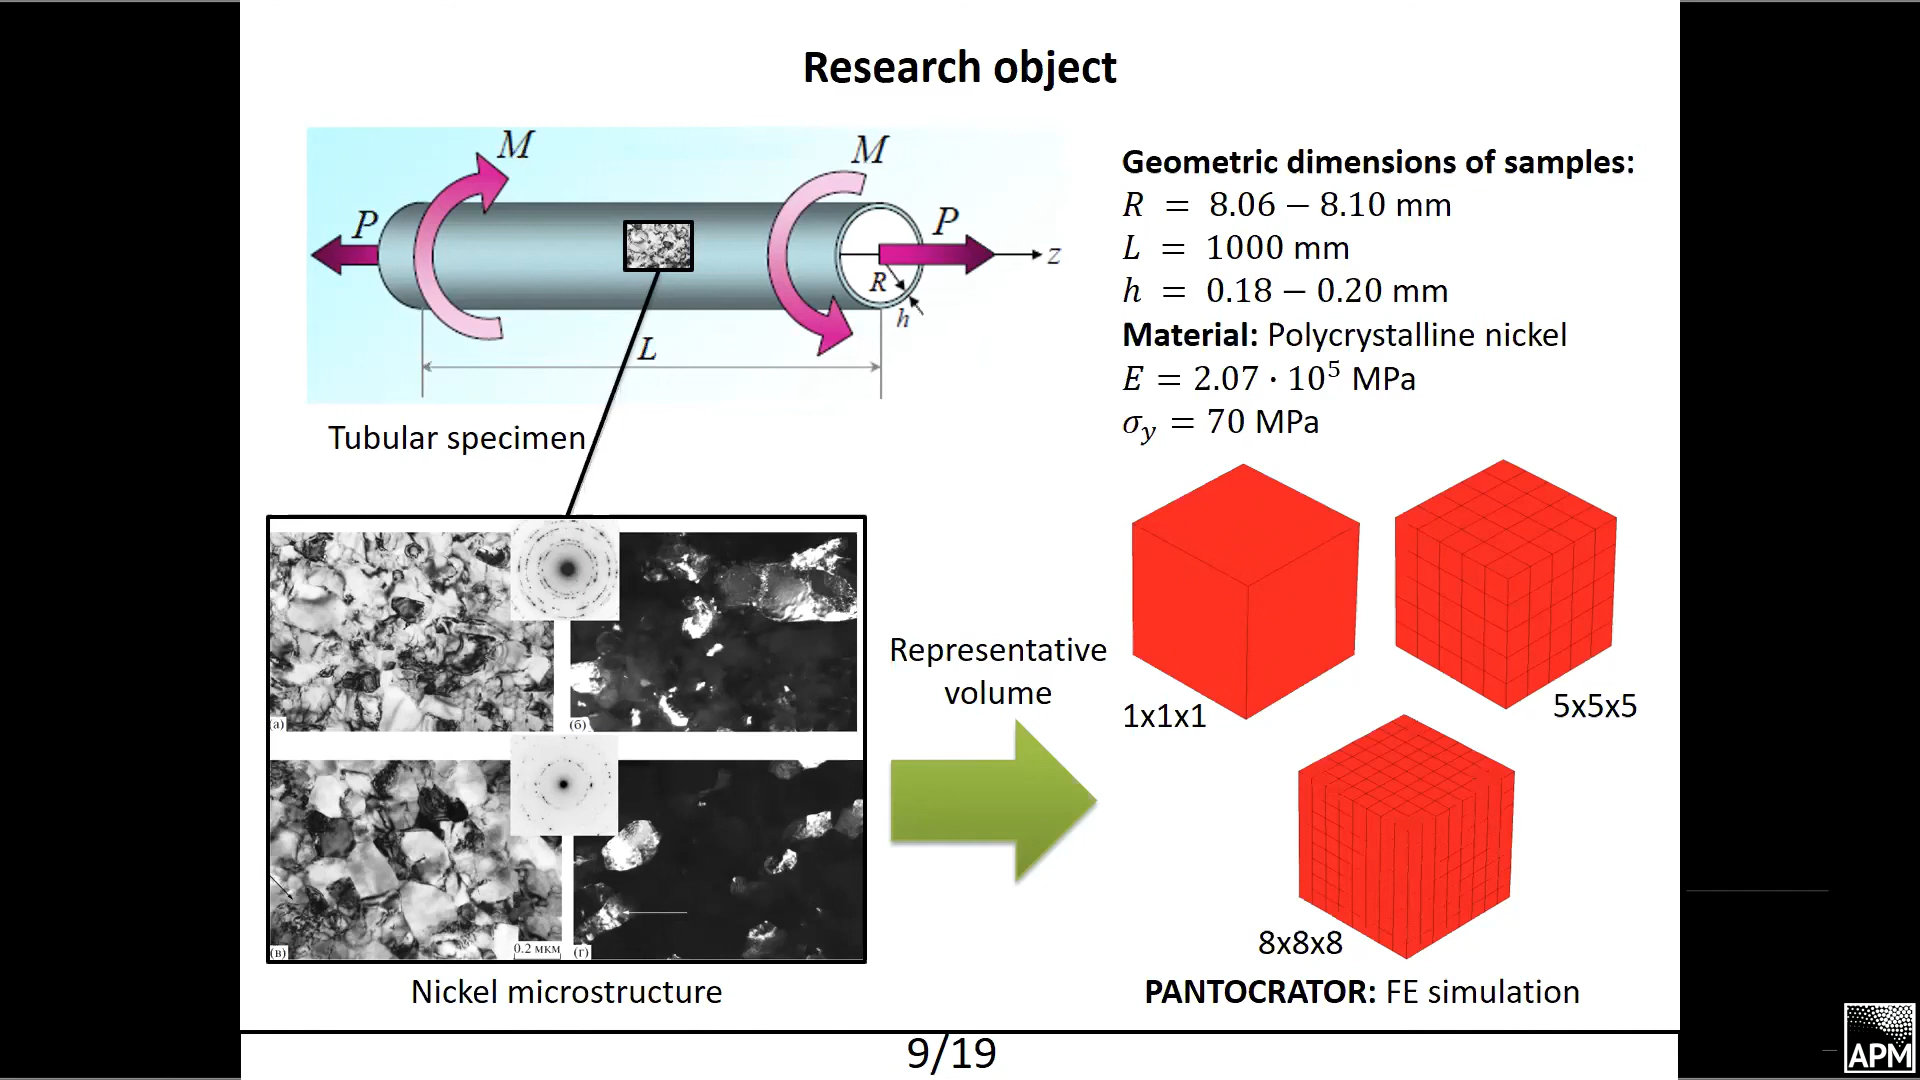 Research object
M
M
P
P
z
R
h
L
Tubular specimen
Geometric dimensions of samples:
R = 8.06 − 8.10 mm
L = 1000 mm
h = 0.18 − 0.20 mm
Material: Polycrystalline nickel
E = 2.07 · 10⁵ MPa
σy = 70 MPa
(а)
(б)
(в)
0.2 мкм
(г)
Nickel microstructure
Representative
volume
1x1x1
5x5x5
8x8x8
PANTOCRATOR: FE simulation
9/19
APM